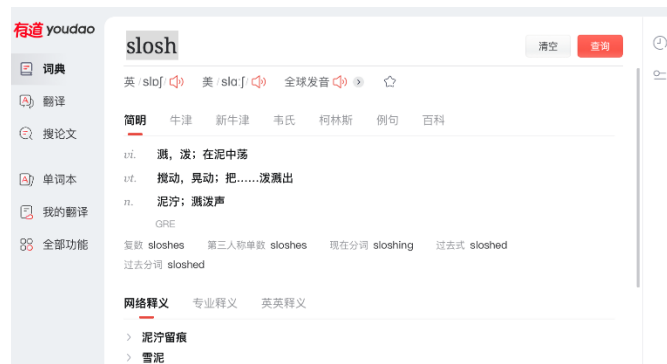 有道 youdao
slosh
清空
查询
词典
翻译
搜论文
单词本
我的翻译
全部功能
英 / slɒʃ/ 美 / slɑːʃ/ 全球发音
简明 牛津 新牛津 韦氏 柯林斯 例句 百科
vi. 溅，泼；在泥中荡
vt. 搅动，晃动；把……泼溅出
n. 泥泞；溅泼声
GRE
复数 sloshes 第三人称单数 sloshes 现在分词 sloshing 过去式 sloshed
过去分词 sloshed
网络释义 专业释义 英英释义
泥泞留痕
雪泥